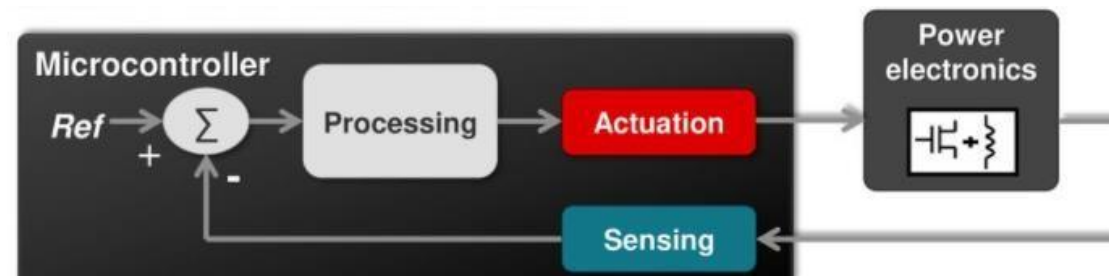 Power
electronics
Microcontroller
Ref
+
Σ
-
Processing
Actuation
+
Sensing